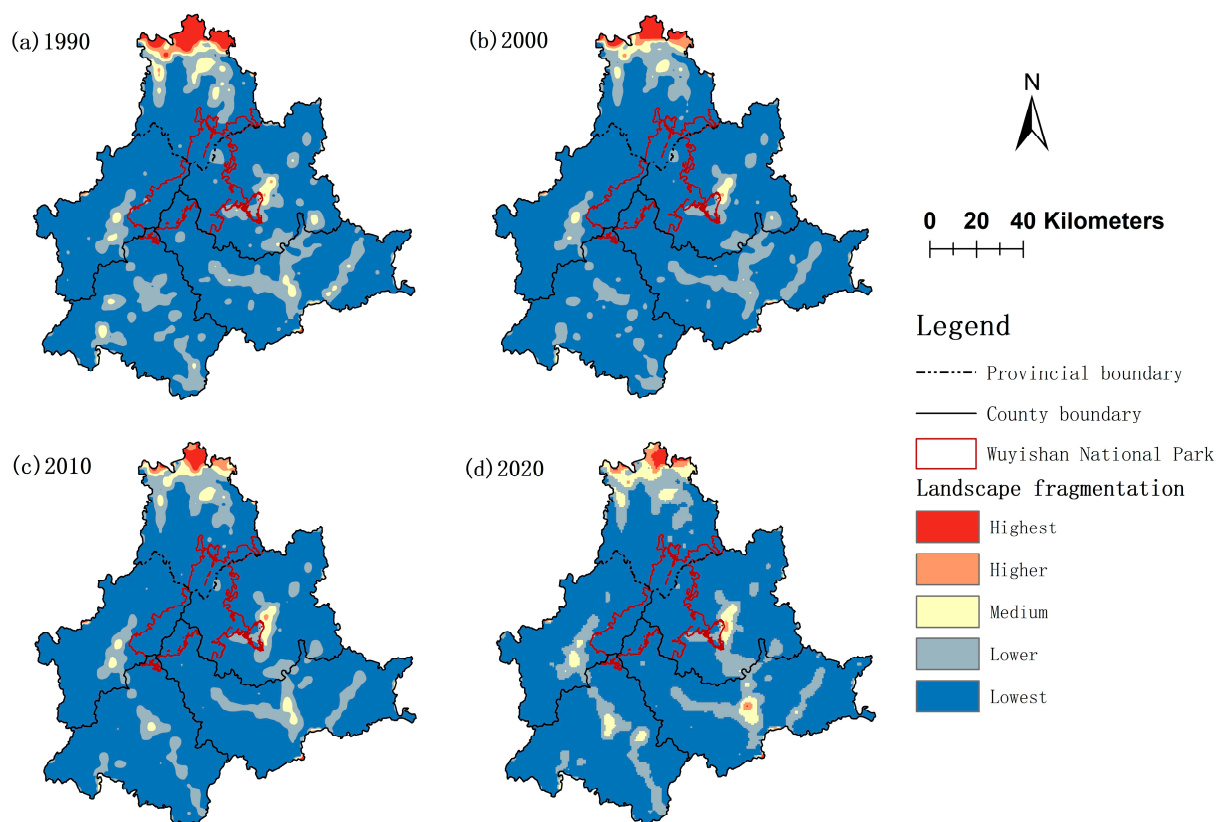 (a)1990
(b)2000
N
0 20 40 Kilometers
Legend
Provincial boundary
County boundary
Wuyishan National Park
Landscape fragmentation
Highest
Higher
Medium
Lower
Lowest
(c)2010
(d)2020